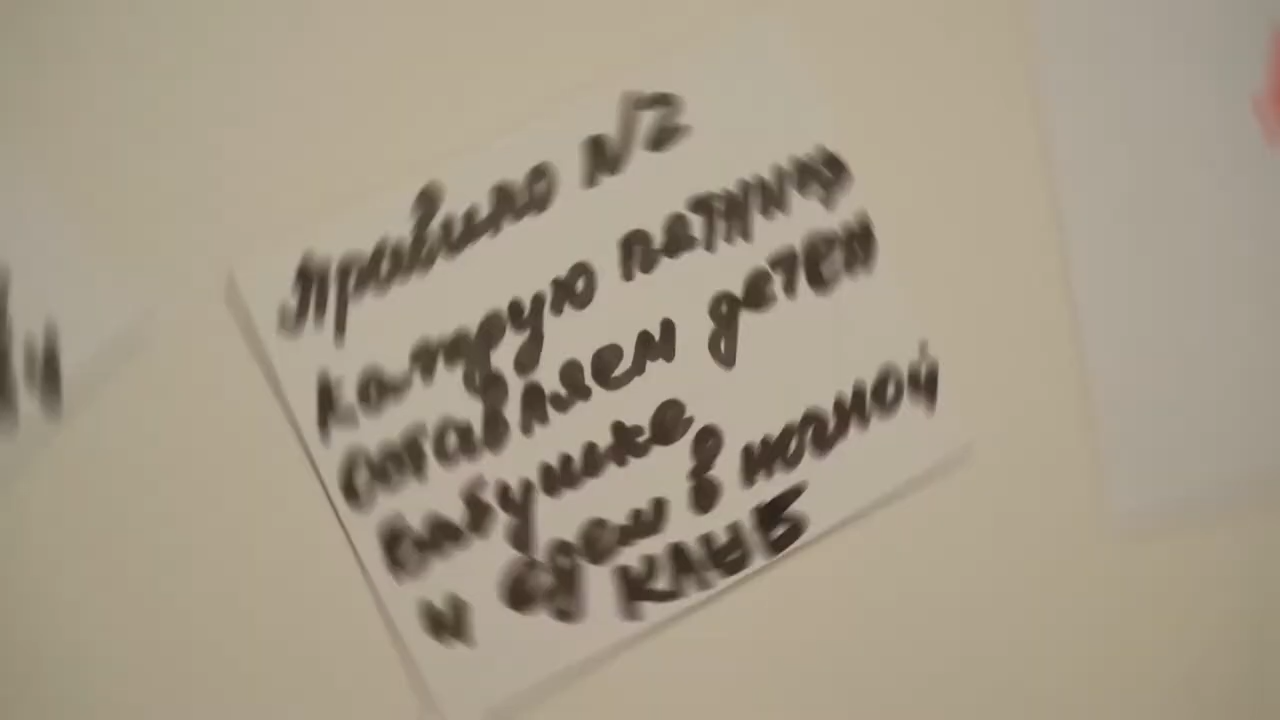 Правило №2
каждую пятницу
оставляем детей
бабушке
и едем в ночной
КЛУБ